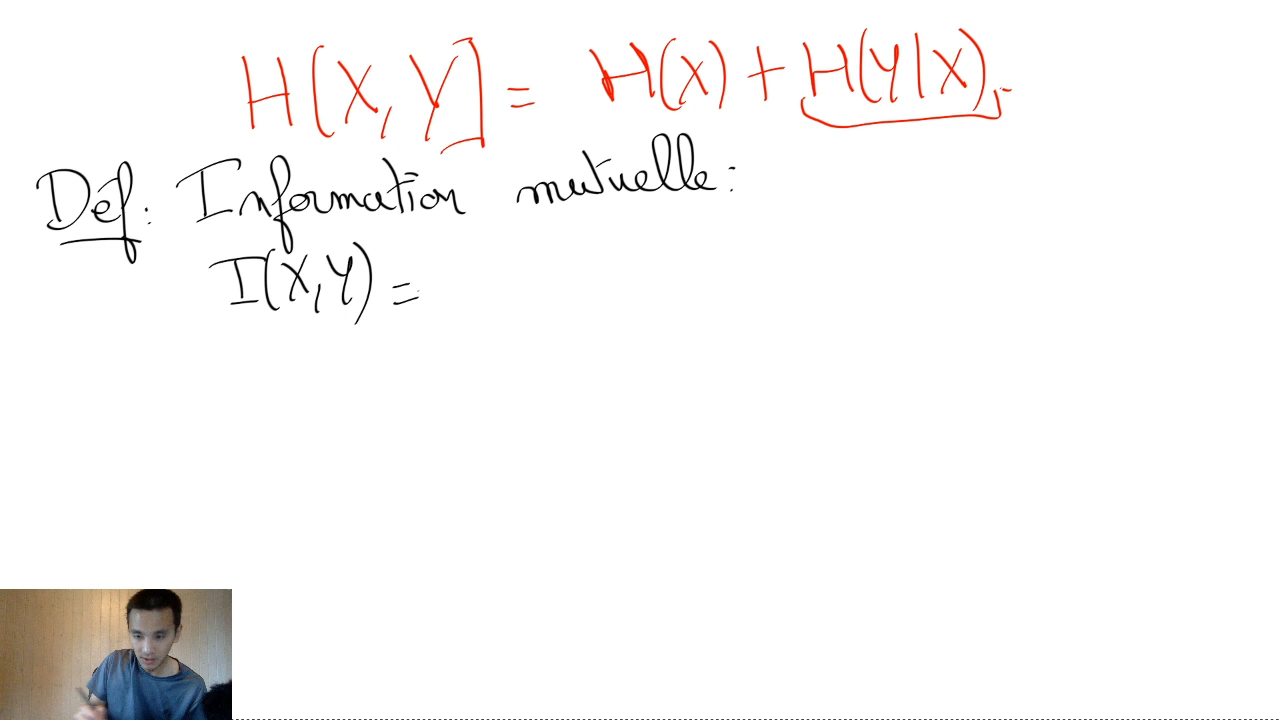 H(X,Y] = H(X) + H(Y|X)
Déf: Information mutuelle:
I(X,Y) =